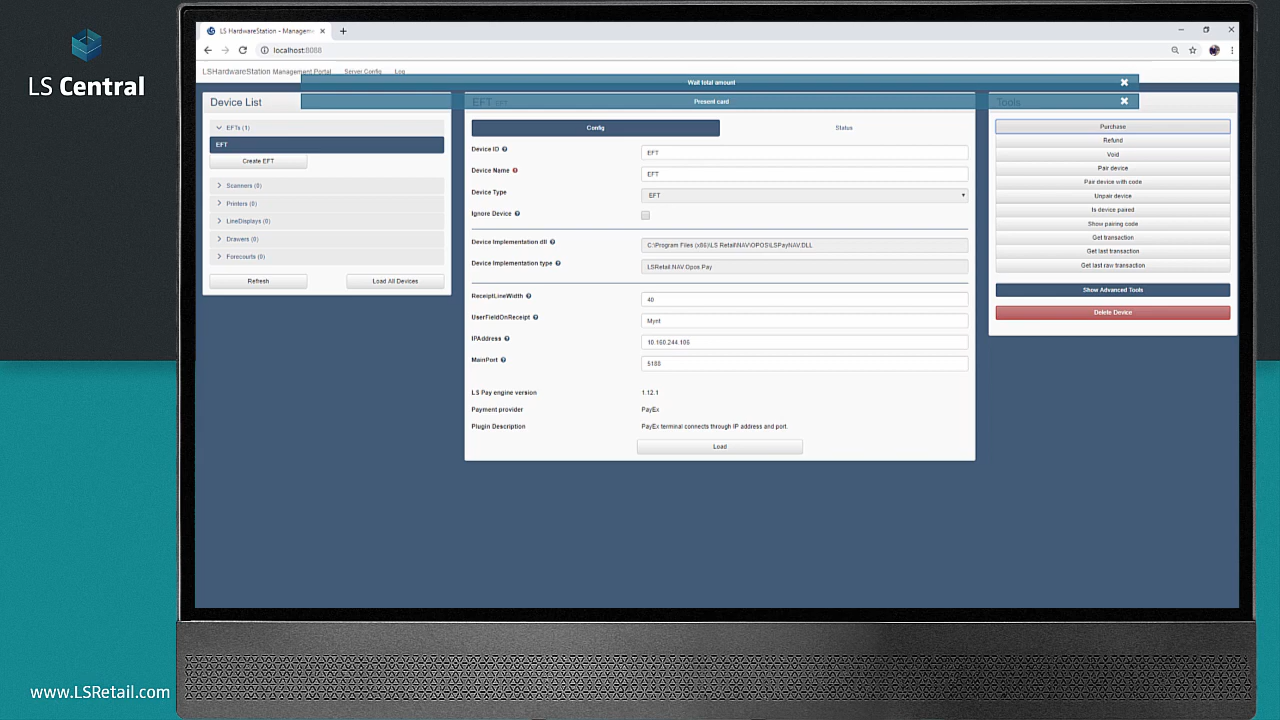 LS Central
LS HardwareStation - Managem
localhost:8088
LSHardwareStation Management Portal
Server Config
Log
Wait total amount
Present card
Device List
EFTs (1)
EFT
Create EFT
Scanners (0)
Printers (0)
LineDisplays (0)
Drawers (0)
Forecourts (0)
Refresh
Load All Devices
EFT
Config
Status
Device ID
EFT
Device Name
EFT
Device Type
EFT
Ignore Device
Device Implementation dll
C:\Program Files (x86)\LS Retail\NAV\OPOS\LSPayNAV.DLL
Device Implementation type
LSRetail.NAV.Opos.Pay
ReceiptLineWidth
40
UserFieldOnReceipt
IPAddress
10.160.244.106
MainPort
5188
LS Pay engine version
1.12.1
Payment provider
PayEx
Plugin Description
PayEx terminal connects through IP address and port.
Load
Tools
Purchase
Refund
Void
Pair device
Pair device with code
Unpair device
Is device paired
Show pairing code
Get transaction
Get last transaction
Get last raw transaction
Show Advanced Tools
Delete Device
www.LSRetail.com